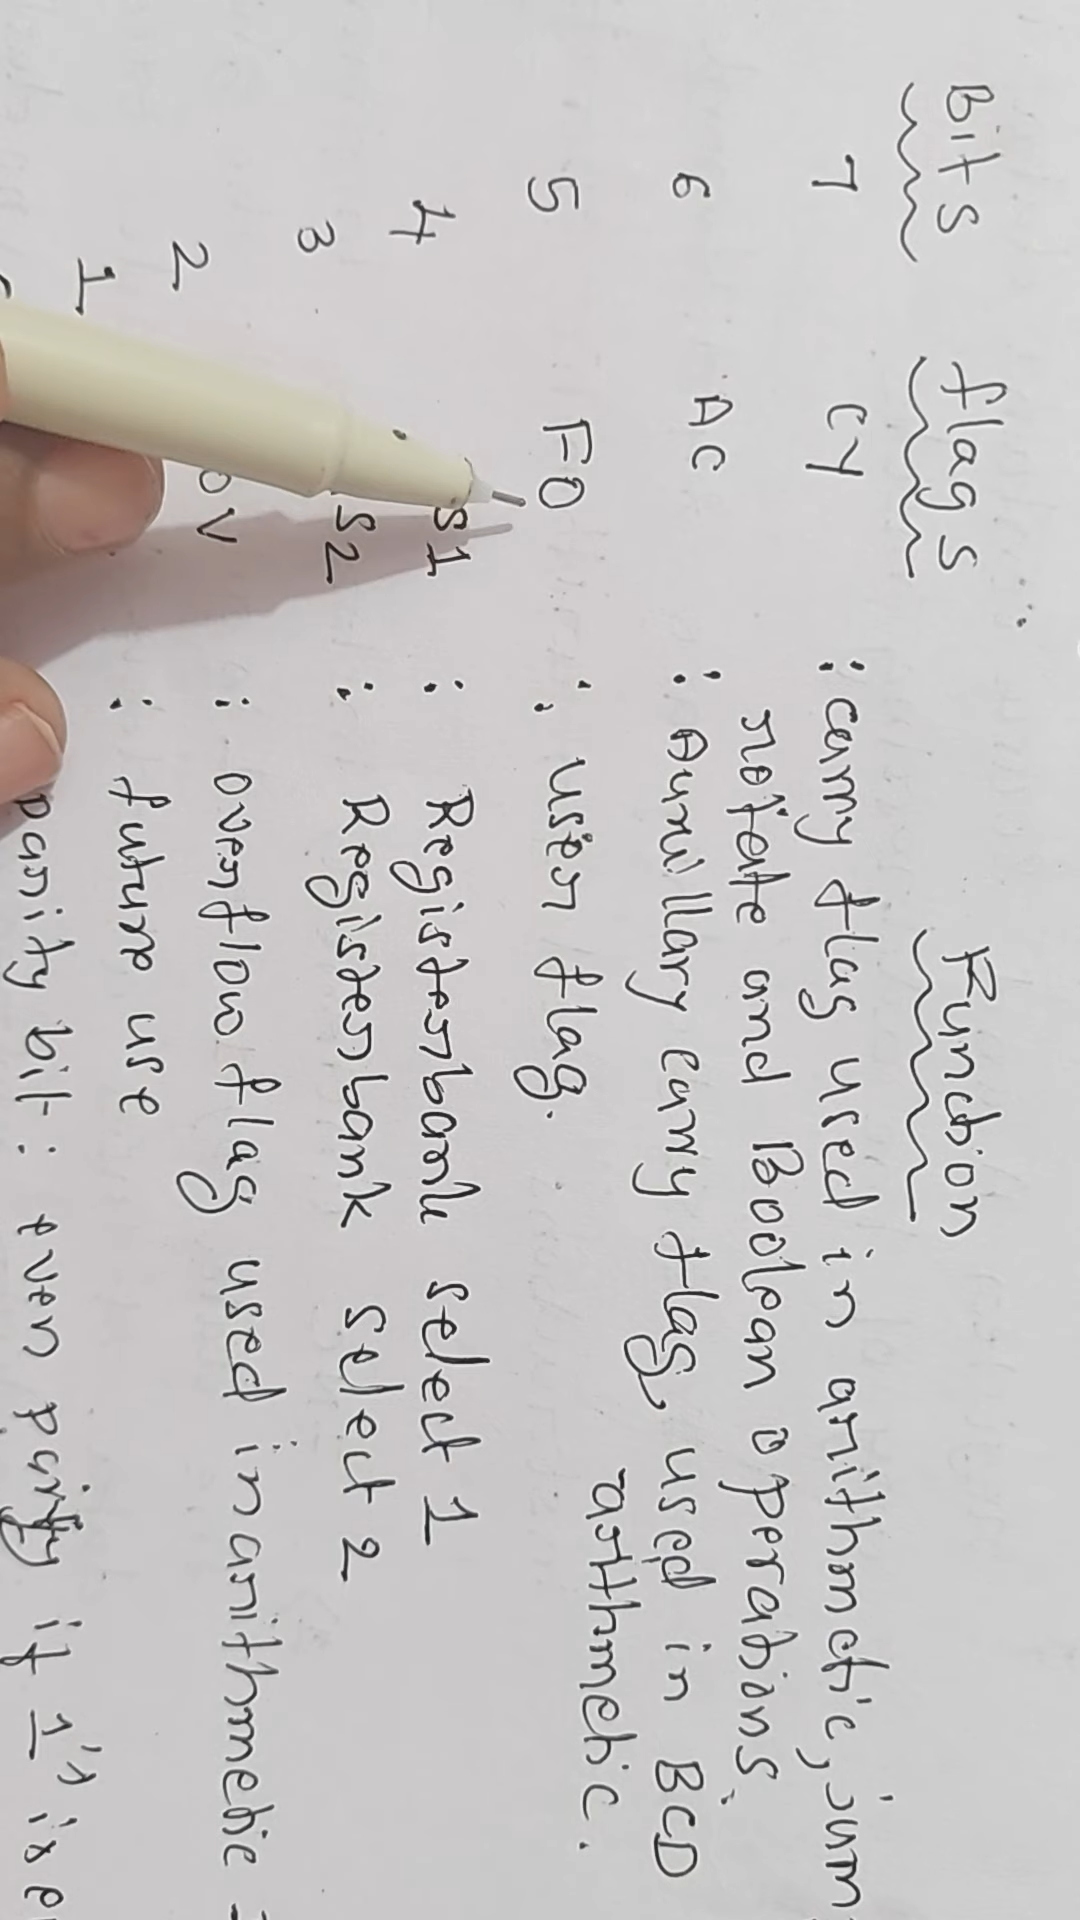 Bits flags Function
7 CY : carry flag used in arithmetic, jum
rotate and Boolean operations.
6 AC : Auxillary carry flag, used in BCD
arithmetic.
5 F0 : user flag.
4 S1 : Registerbank select 1
3 S2 : Registerbank select 2
2 OV : overflow flag used in arithmetic
1 : future use
parity bit : even parity if 1's is